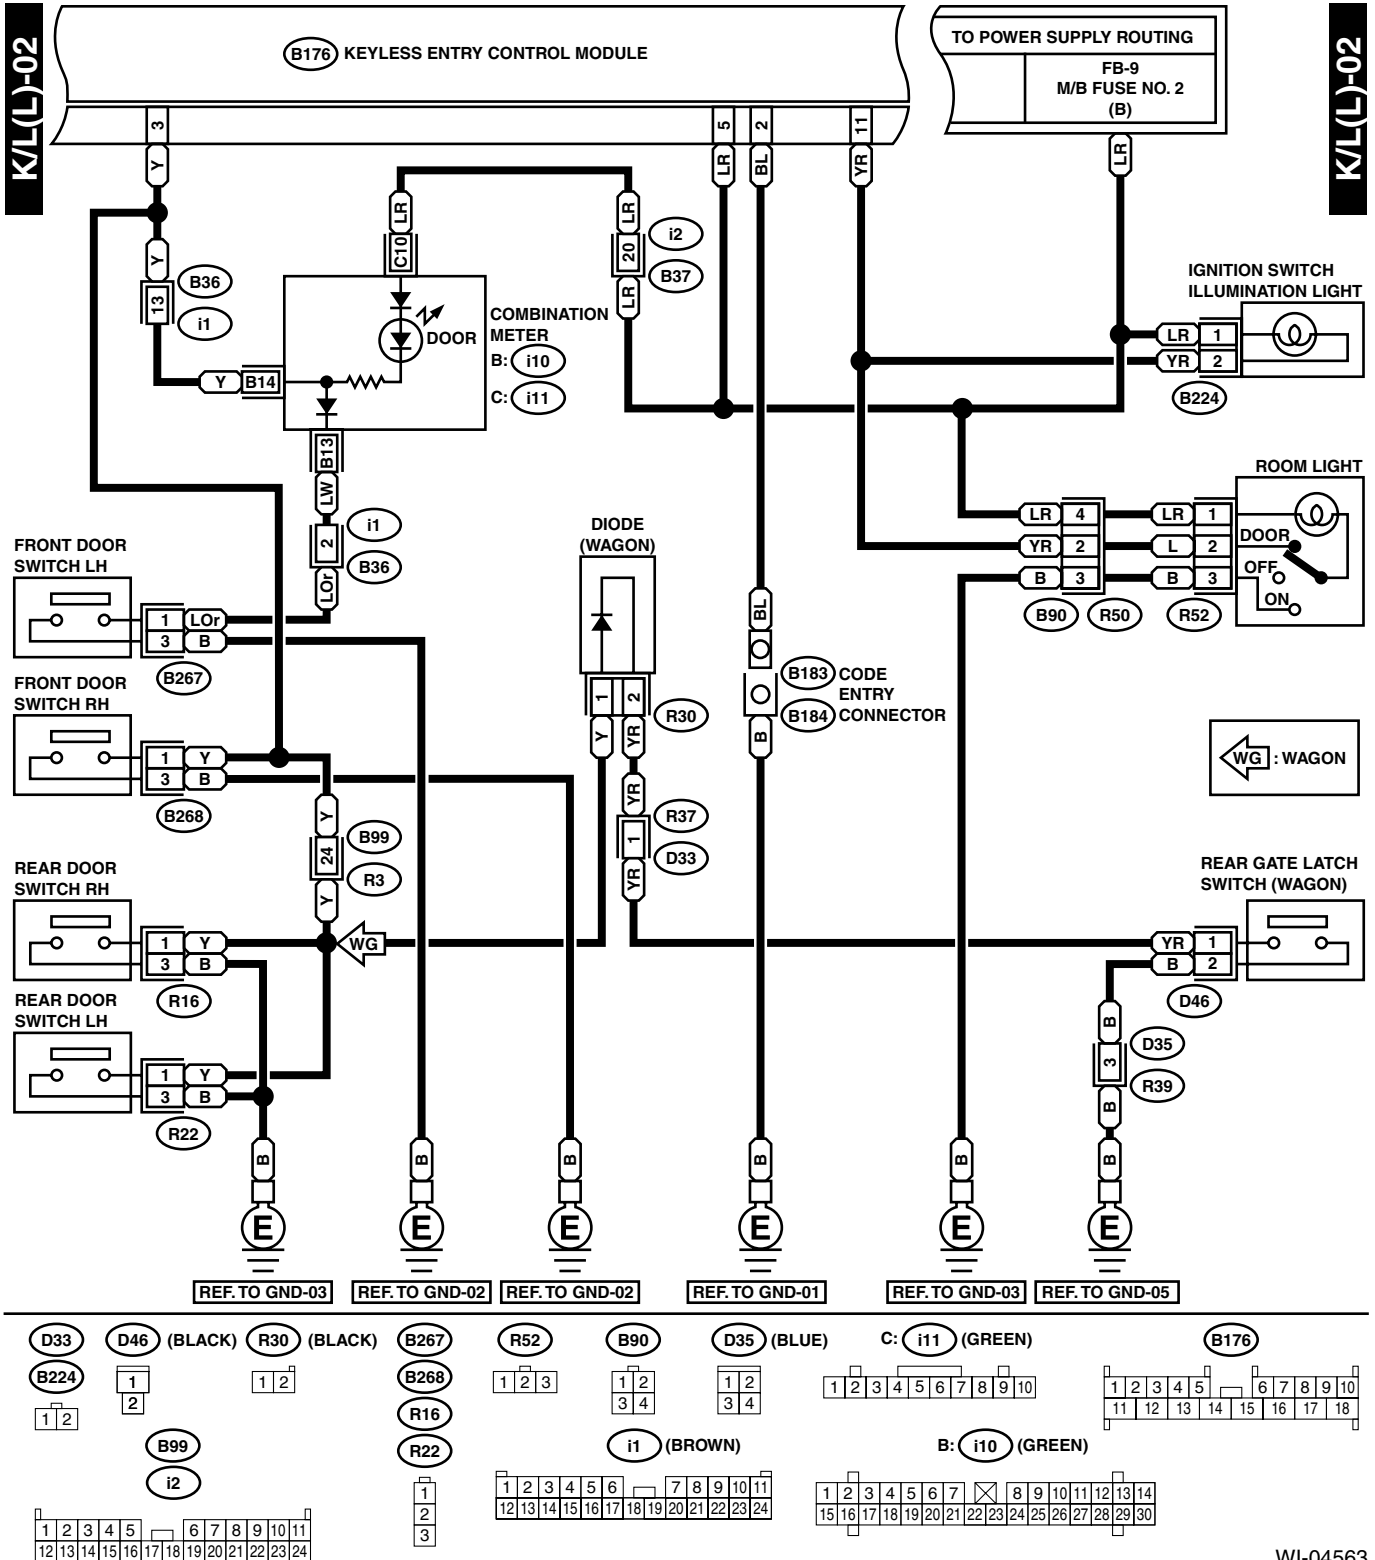 K/L(L)-02
K/L(L)-02
B176 KEYLESS ENTRY CONTROL MODULE
TO POWER SUPPLY ROUTING
FB-9
M/B FUSE NO. 2
(B)
3
5
2
11
Y
LR
BL
YR
LR
LR
LR
C10
20
i2
B37
LR
Y
13
B36
i1
Y
B14
DOOR
COMBINATION
METER
B: i10
C: i11
B13
LW
2
i1
B36
LOr
IGNITION SWITCH
ILLUMINATION LIGHT
LR 1
YR 2
B224
ROOM LIGHT
LR 4 LR 1
YR 2 L 2
B 3 B 3
DOOR
OFF
ON
B90 R50 R52
DIODE
(WAGON)
1 2
R30
Y YR
YR
R37
1
D33
YR
BL
B183 CODE
ENTRY
B184 CONNECTOR
B
WG : WAGON
FRONT DOOR
SWITCH LH
1 LOr
3 B
B267
FRONT DOOR
SWITCH RH
1 Y
3 B
B268
Y
B99
24
R3
Y
REAR DOOR
SWITCH RH
1 Y
3 B
R16
WG
REAR DOOR
SWITCH LH
1 Y
3 B
R22
REAR GATE LATCH
SWITCH (WAGON)
YR 1
B 2
D46
B
D35
3
R39
B
B B B B B B
E E E E E E
REF. TO GND-03 REF. TO GND-02 REF. TO GND-02 REF. TO GND-01 REF. TO GND-03 REF. TO GND-05
D33 D46 (BLACK) R30 (BLACK) B267 R52 B90 D35 (BLUE) C: i11 (GREEN) B176
B224
1 2
1
2
1 2
B268
R16
R22
1 2 3
1 2
3 4
1 2
3 4
1 2 3 4 5 6 7 8 9 10
1 2 3 4 5 6 7 8 9 10
11 12 13 14 15 16 17 18
B99
i2
i1 (BROWN)
B: i10 (GREEN)
1
2
3
1 2 3 4 5 6 7 8 9 10 11
12 13 14 15 16 17 18 19 20 21 22 23 24
1 2 3 4 5 6 7 8 9 10 11 12 13 14
15 16 17 18 19 20 21 22 23 24 25 26 27 28 29 30
1 2 3 4 5 6 7 8 9 10 11
12 13 14 15 16 17 18 19 20 21 22 23 24
WI-04563